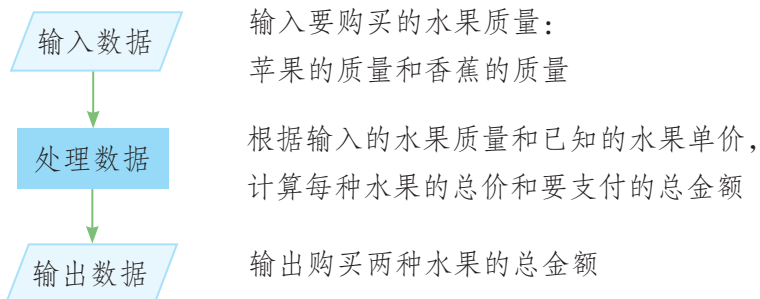 输入数据
输入要购买的水果质量：
苹果的质量和香蕉的质量
处理数据
根据输入的水果质量和已知的水果单价，
计算每种水果的总价和要支付的总金额
输出数据
输出购买两种水果的总金额